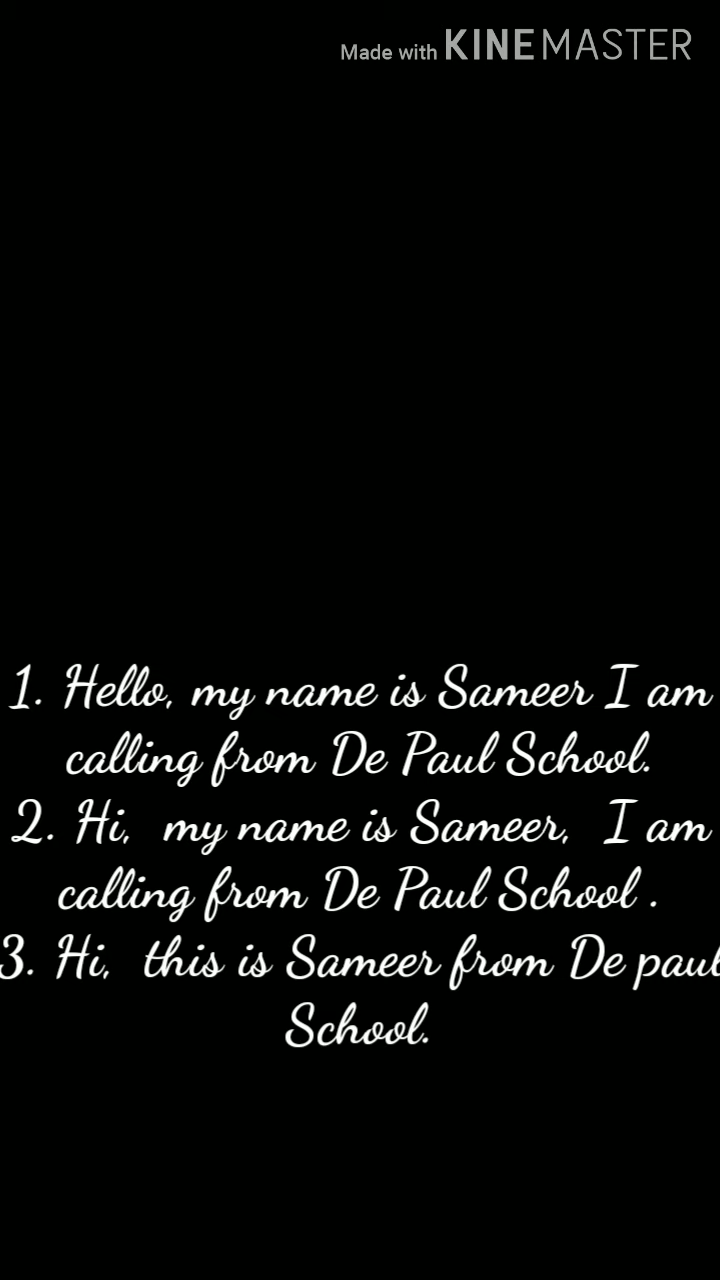 Made with KINEMASTER
1. Hello, my name is Sameer I am
calling from De Paul School.
2. Hi,  my name is Sameer,  I am
calling from De Paul School .
3. Hi,  this is Sameer from De paul
School.